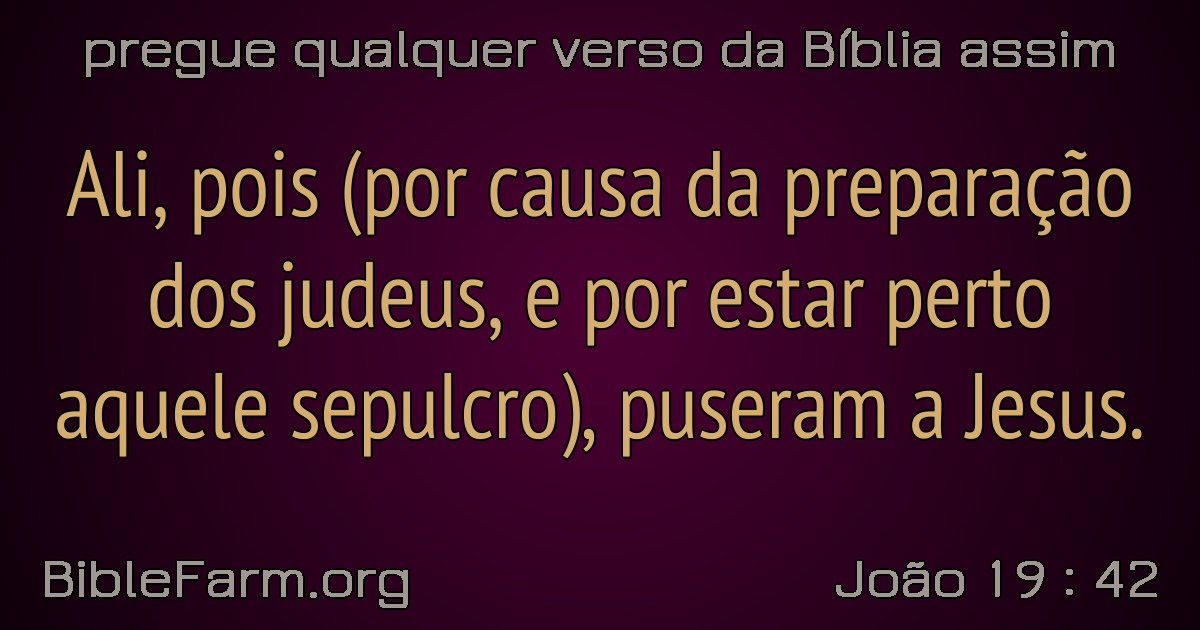 pregue qualquer verso da Bíblia assim
Ali, pois (por causa da preparação
dos judeus, e por estar perto
aquele sepulcro), puseram a Jesus.
BibleFarm.org
João 19 : 42